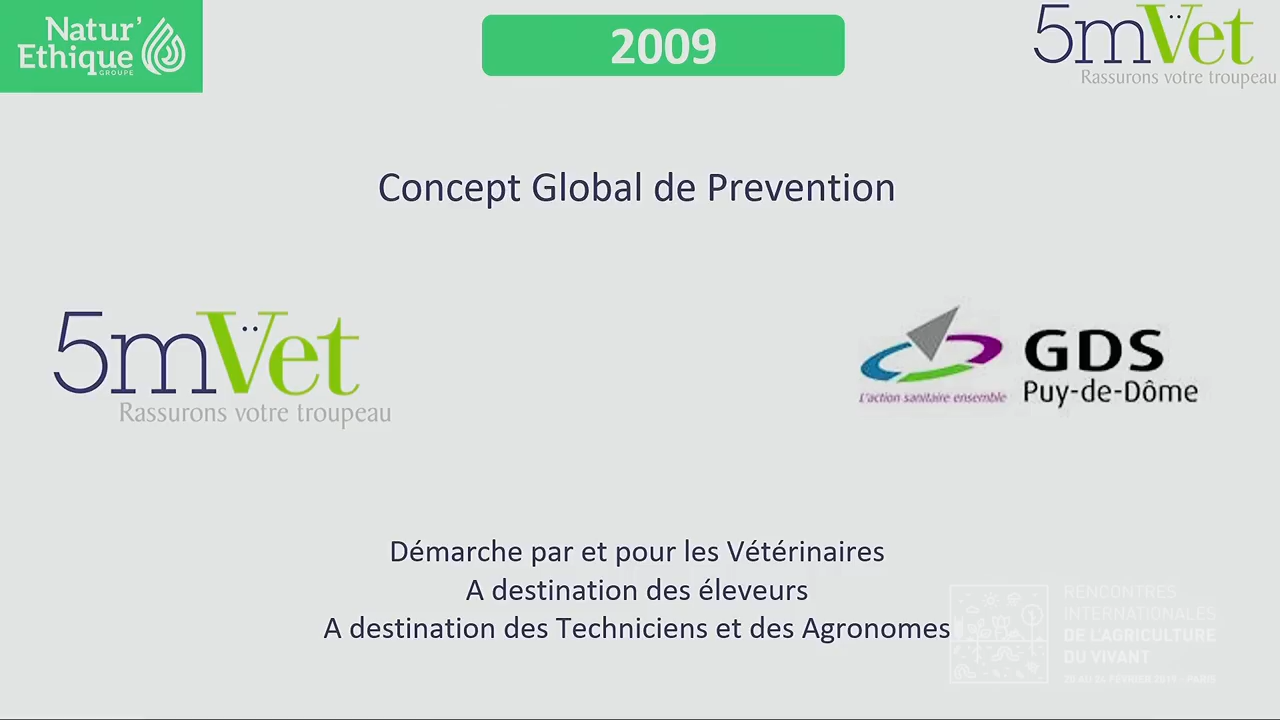 Natur'
Ethique
GROUPE
2009
5mVet
Rassurons votre troupeau
Concept Global de Prevention
5mVet
Rassurons votre troupeau
GDS
Puy-de-Dôme
L'action sanitaire ensemble
Démarche par et pour les Vétérinaires
A destination des éleveurs
A destination des Techniciens et des Agronomes
RENCONTRES
INTERNATIONALES
DE L'AGRICULTURE
DU VIVANT